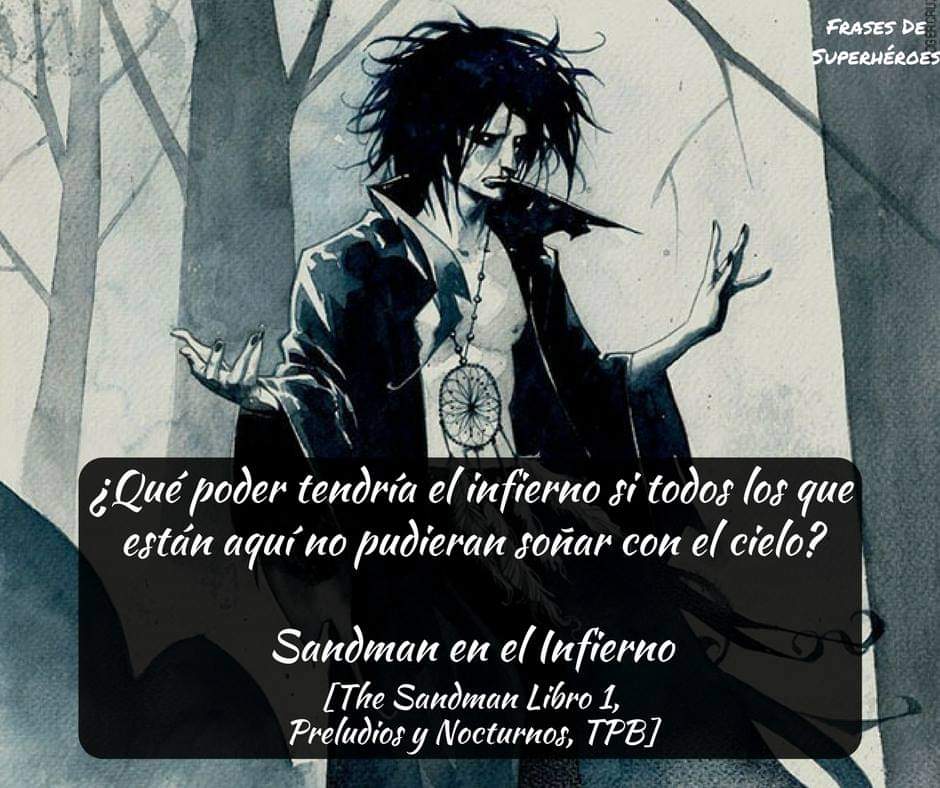 Frases De
Superhéroes
¿Qué poder tendría el infierno si todos los que
están aquí no pudieran soñar con el cielo?
Sandman en el Infierno
[The Sandman Libro 1,
Preludios y Nocturnos, TPB]